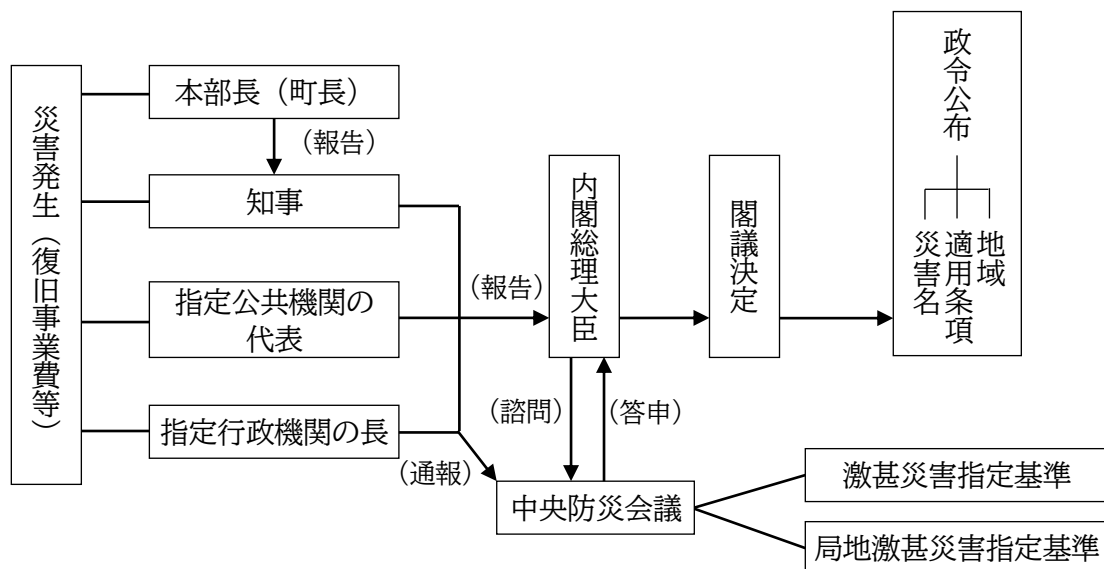 災害発生（復旧事業費等）
本部長（町長）
（報告）
知事
指定公共機関の
代表
指定行政機関の長
（報告）
（通報）
内閣総理大臣
（諮問）
（答申）
中央防災会議
閣議決定
政令公布
地域
適用条項
災害名
激甚災害指定基準
局地激甚災害指定基準